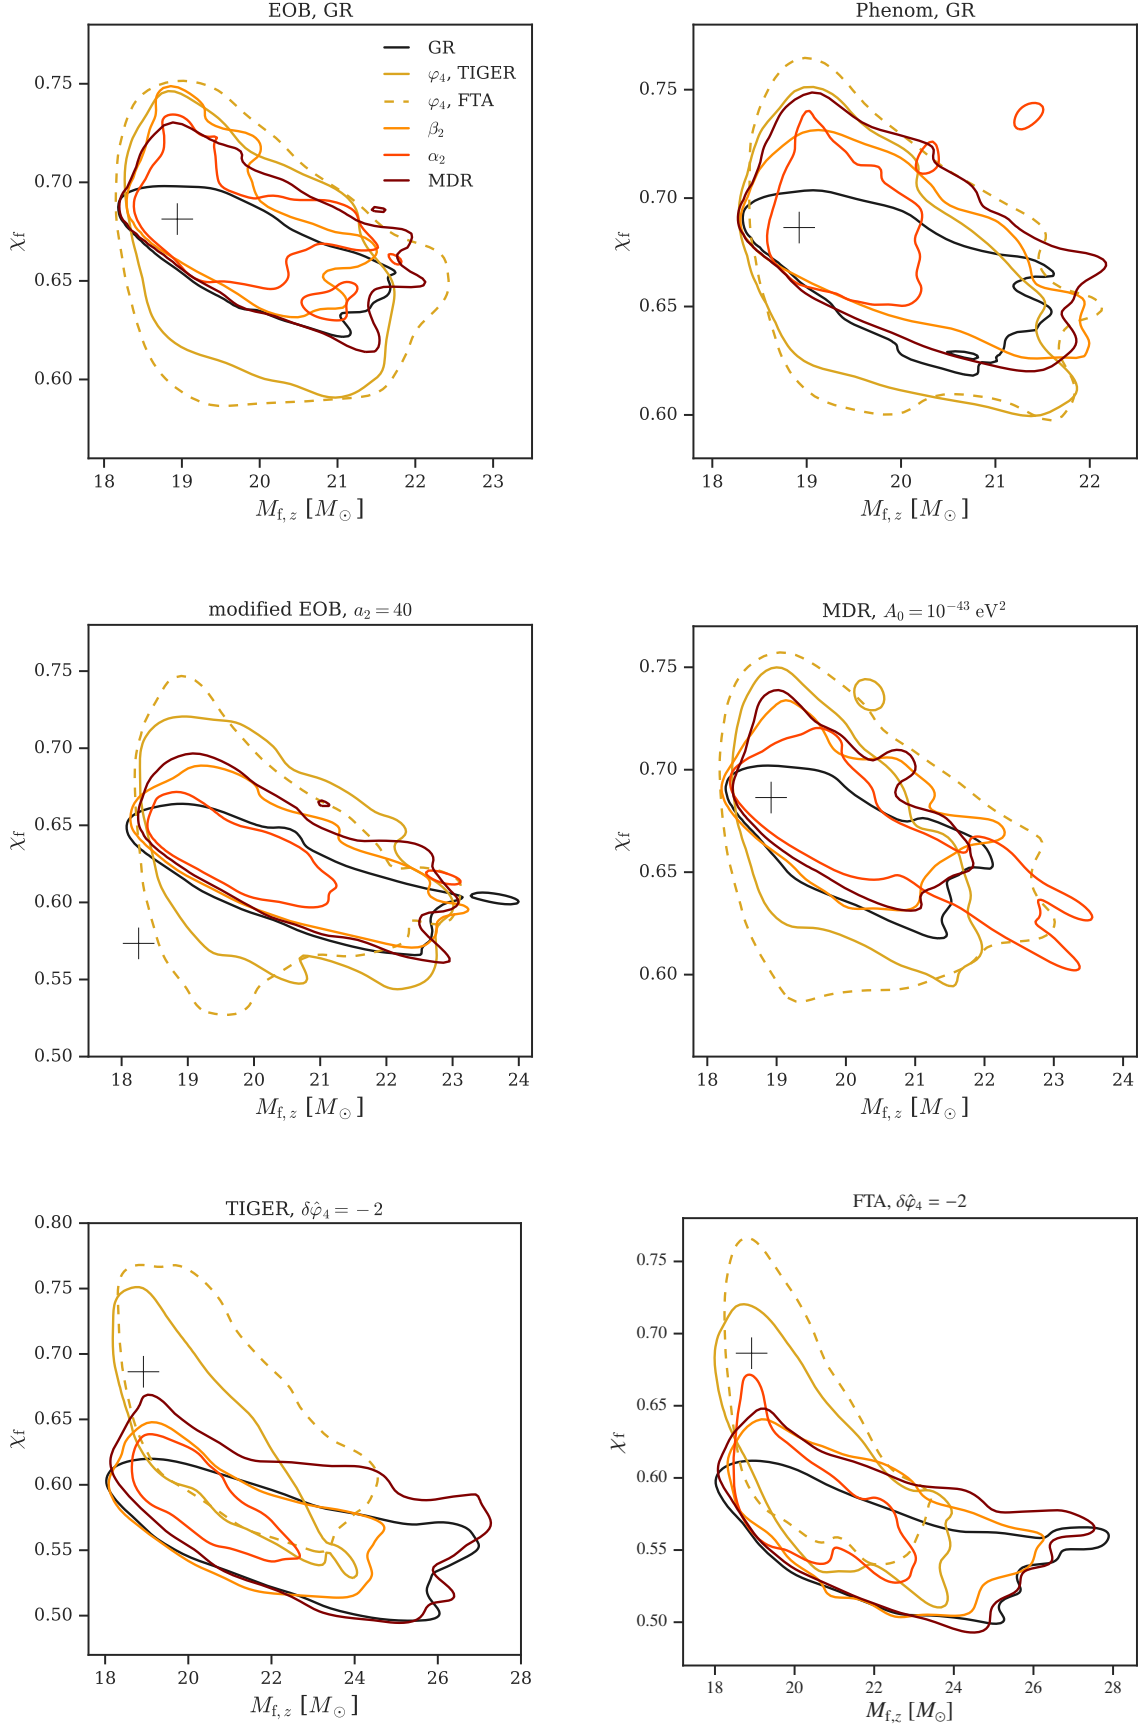 EOB, GR
GR
φ₄, TIGER
φ₄, FTA
β₂
α₂
MDR
0.75
0.70
0.65
0.60
χf
18 19 20 21 22 23
Mf,z [M⊙]
Phenom, GR
0.75
0.70
0.65
0.60
χf
18 19 20 21 22
Mf,z [M⊙]
modified EOB, a₂ = 40
0.75
0.70
0.65
0.60
0.55
0.50
χf
18 19 20 21 22 23 24
Mf,z [M⊙]
MDR, A₀ = 10⁻⁴³ eV²
0.75
0.70
0.65
0.60
χf
18 19 20 21 22 23 24
Mf,z [M⊙]
TIGER, δφ̂₄ = −2
0.80
0.75
0.70
0.65
0.60
0.55
0.50
χf
18 20 22 24 26 28
Mf,z [M⊙]
FTA, δφ̂₄ = −2
0.75
0.70
0.65
0.60
0.55
0.50
χf
18 20 22 24 26 28
Mf,z [M⊙]